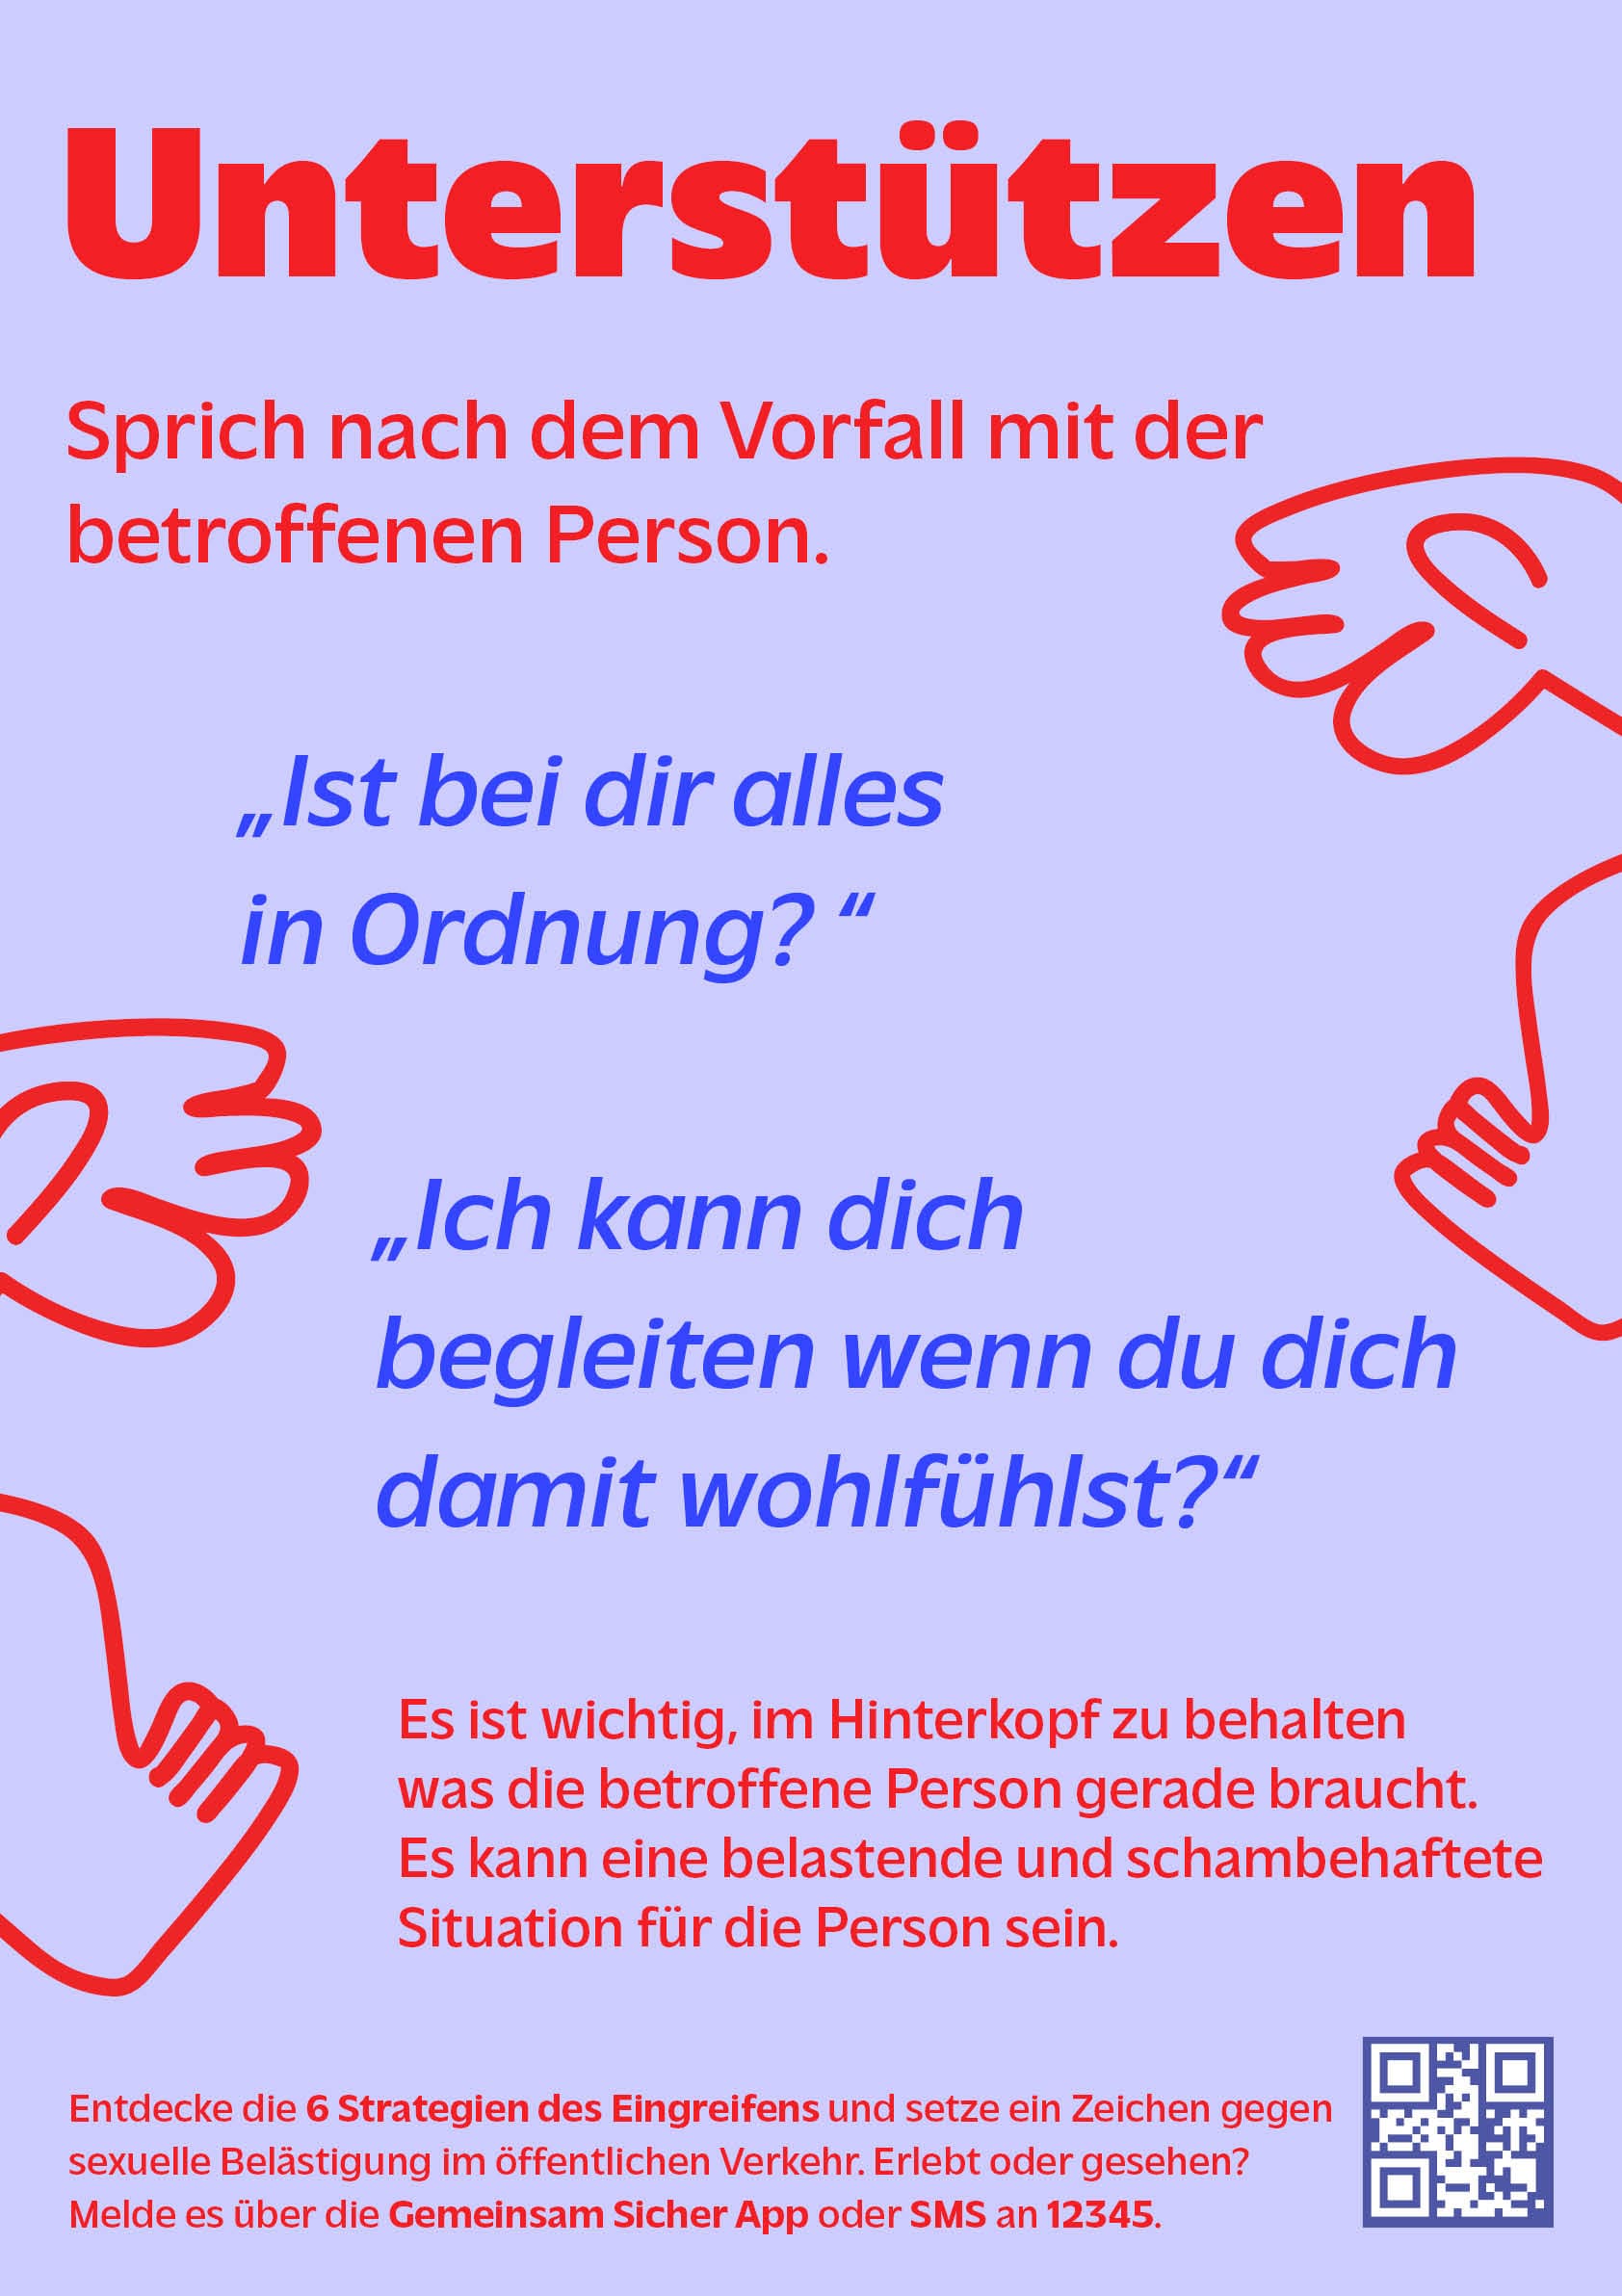 Unterstützen
Sprich nach dem Vorfall mit der
betroffenen Person.
„Ist bei dir alles
in Ordnung? “
„Ich kann dich
begleiten wenn du dich
damit wohlfühlst?“
Es ist wichtig, im Hinterkopf zu behalten
was die betroffene Person gerade braucht.
Es kann eine belastende und schambehaftete
Situation für die Person sein.
Entdecke die 6 Strategien des Eingreifens und setze ein Zeichen gegen
sexuelle Belästigung im öffentlichen Verkehr. Erlebt oder gesehen?
Melde es über die Gemeinsam Sicher App oder SMS an 12345.